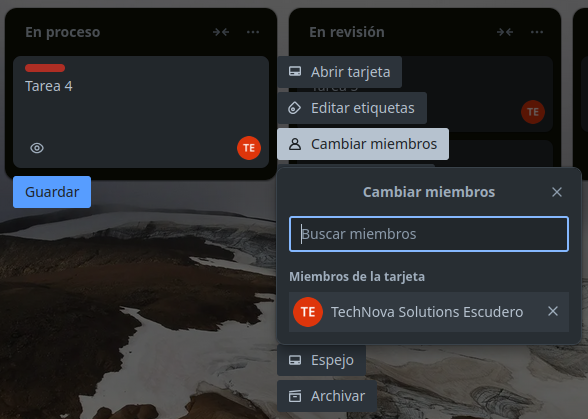 En proceso
En revisión
Tarea 4
Abrir tarjeta
Editar etiquetas
TE
TE
Cambiar miembros
Guardar
Cambiar miembros
Buscar miembros
Miembros de la tarjeta
TE TechNova Solutions Escudero
Espejo
Archivar